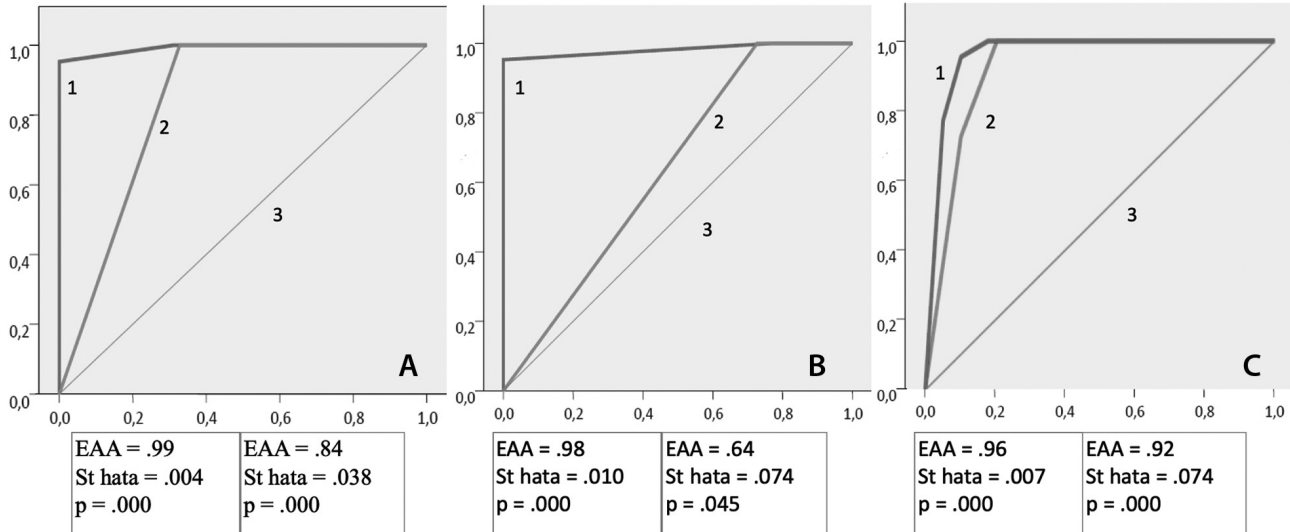 1,0
0,8
0,6
0,4
0,2
0,0
1
2
3
A
0,0 0,2 0,4 0,6 0,8 1,0
EAA = .99
St hata = .004
p = .000
EAA = .84
St hata = .038
p = .000
1,0
0,8
0,6
0,4
0,2
0,0
1
2
3
B
0,0 0,2 0,4 0,6 0,8 1,0
EAA = .98
St hata = .010
p = .000
EAA = .64
St hata = .074
p = .045
1,0
0,8
0,6
0,4
0,2
0,0
1
2
3
C
0,0 0,2 0,4 0,6 0,8 1,0
EAA = .96
St hata = .007
p = .000
EAA = .92
St hata = .074
p = .000